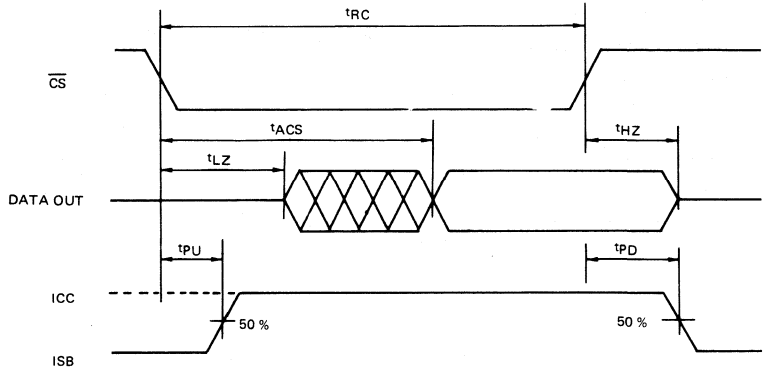 tRC
CS
tACS
tHZ
tLZ
DATA OUT
tPU
tPD
ICC
50 %
50 %
ISB